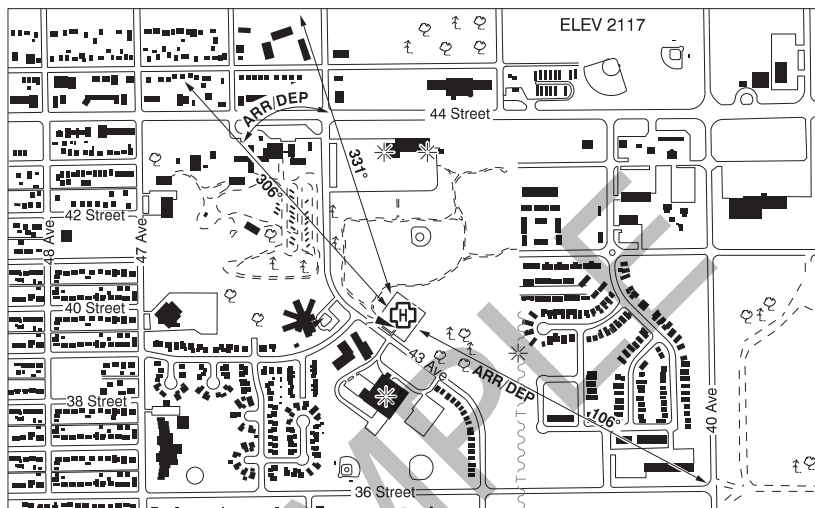 ELEV 2117
ARR/DEP
44 Street
331°
306°
42 Street
48 Ave
47 Ave
40 Street
H
43 Ave
ARR/DEP
38 Street
106°
40 Ave
36 Street